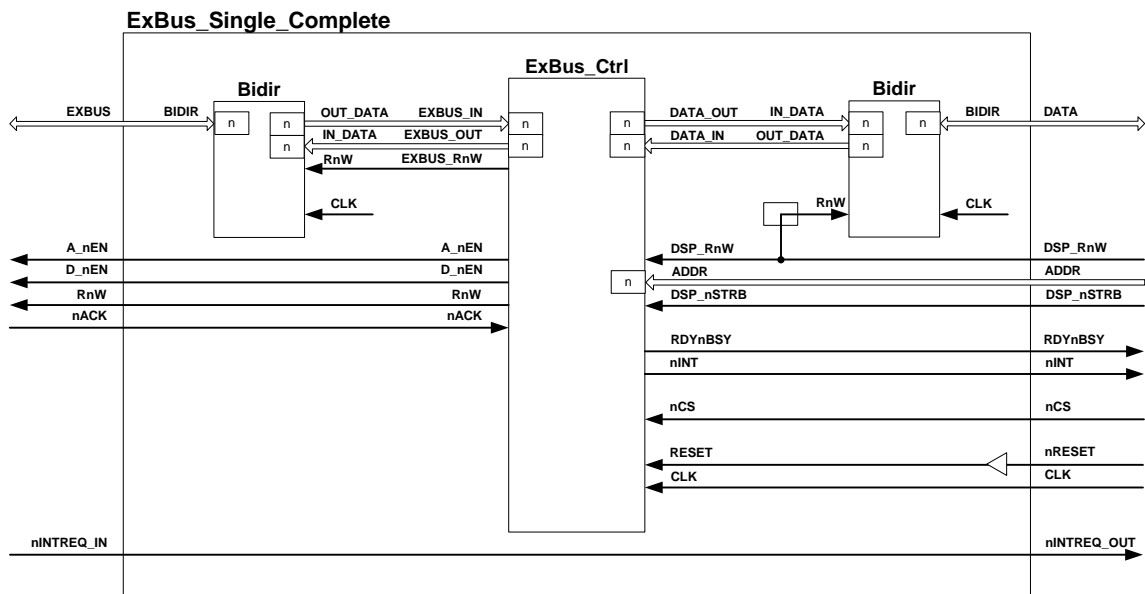 ExBus_Single_Complete
ExBus_Ctrl
Bidir
Bidir
EXBUS BIDIR n OUT_DATA EXBUS_IN n n DATA_OUT IN_DATA n n BIDIR DATA
n IN_DATA EXBUS_OUT n n DATA_IN OUT_DATA n
RnW EXBUS_RnW
CLK RnW CLK
A_nEN A_nEN DSP_RnW DSP_RnW
D_nEN D_nEN n ADDR ADDR
RnW RnW DSP_nSTRB DSP_nSTRB
nACK nACK
RDYnBSY RDYnBSY
nINT nINT
nCS nCS
RESET nRESET
CLK CLK
nINTREQ_IN nINTREQ_OUT